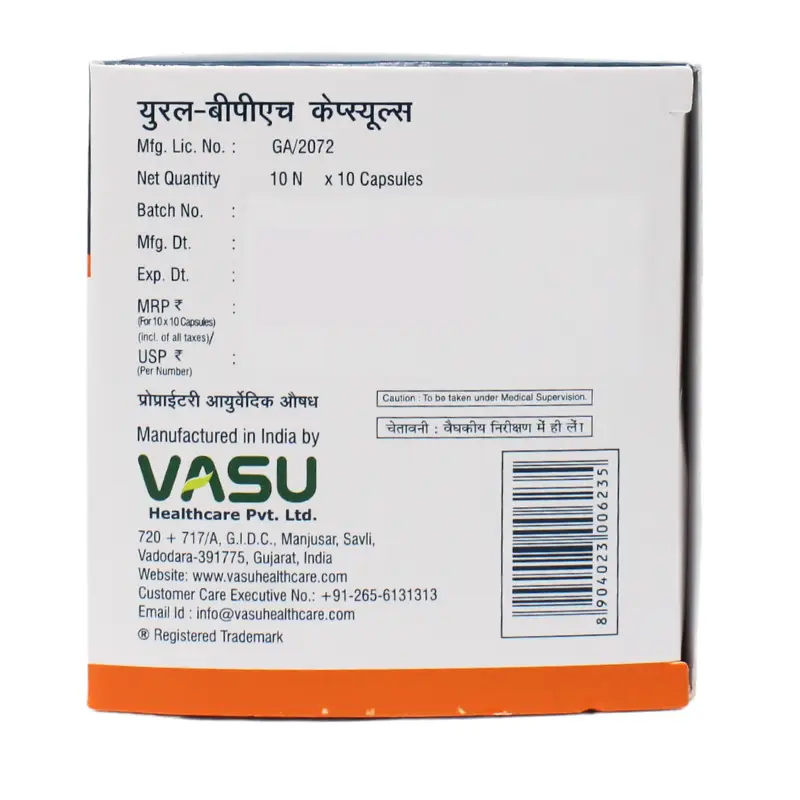 युरल-बीपीएच केप्स्यूल्स
Mfg. Lic. No. : GA/2072
Net Quantity 10 N x 10 Capsules
Batch No. :
Mfg. Dt. :
Exp. Dt. :
MRP ₹ :
(For 10 x 10 Capsules)
(incl. of all taxes)/
USP ₹ :
(Per Number)
प्रोप्राईटरी आयुर्वेदिक औषध
Caution : To be taken under Medical Supervision.
चेतावनी : वैघकीय निरीक्षण में ही लें।
Manufactured in India by
VASU
Healthcare Pvt. Ltd.
720 + 717/A, G.I.D.C., Manjusar, Savli,
Vadodara-391775, Gujarat, India
Website: www.vasuhealthcare.com
Customer Care Executive No.: +91-265-6131313
Email Id : info@vasuhealthcare.com
® Registered Trademark
8 904023 006235